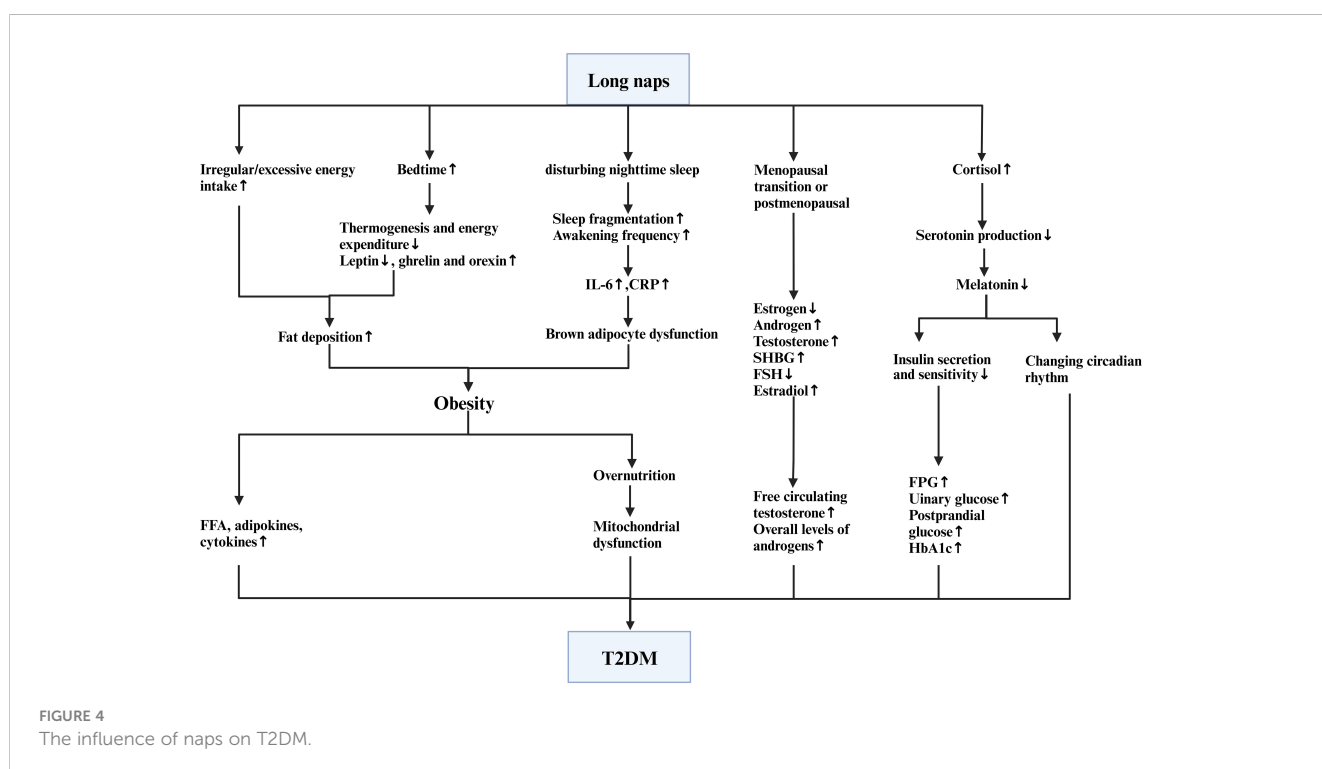 Long naps
Irregular/excessive energy
intake↑
Bedtime↑
disturbing nighttime sleep
Menopausal
transition or
postmenopausal
Cortisol↑
Thermogenesis and energy
expenditure↓
Leptin↓, ghrelin and orexin↑
Sleep fragmentation↑
Awakening frequency↑
Serotonin production↓
IL-6↑,CRP↑
Melatonin↓
Fat deposition↑
Brown adipocyte dysfunction
Estrogen↓
Androgen↑
Testosterone↑
SHBG↑
FSH↓
Estradiol↑
Insulin secretion
and sensitivity↓
Changing circadian
rhythm
Obesity
Overnutrition
FFA, adipokines,
cytokines↑
Mitochondrial
dysfunction
Free circulating
testosterone↑
Overall levels of
androgens↑
FPG↑
Uinary glucose↑
Postprandial
glucose↑
HbA1c↑
T2DM
FIGURE 4
The influence of naps on T2DM.